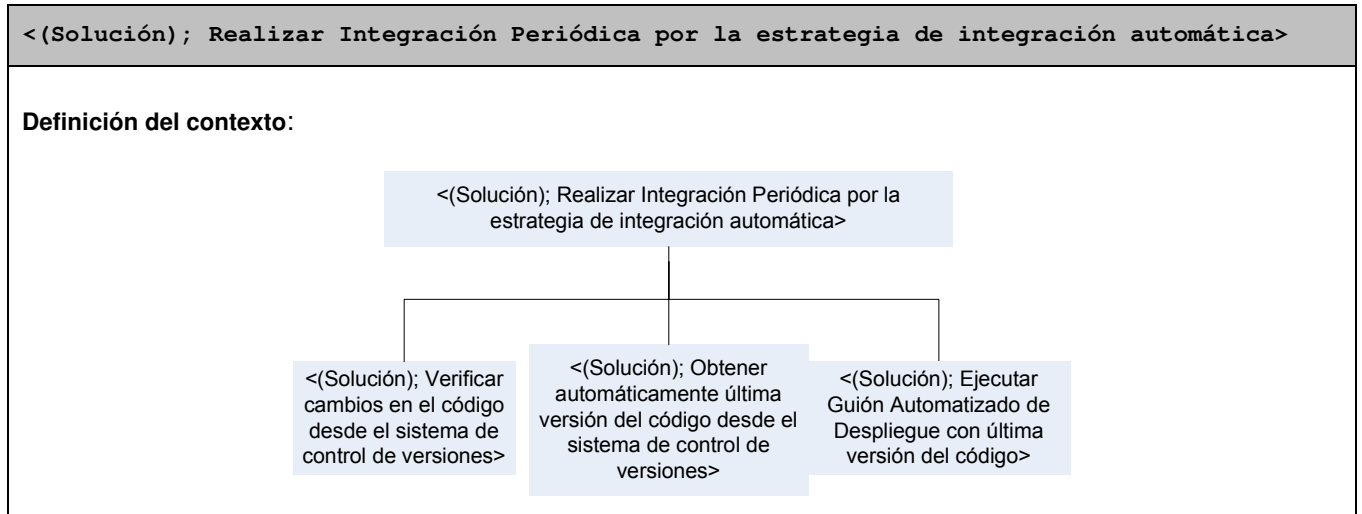 <(Solución); Realizar Integración Periódica por la estrategia de integración automática>
Definición del contexto:
<(Solución); Realizar Integración Periódica por la
estrategia de integración automática>
<(Solución); Verificar
cambios en el código
desde el sistema de
control de versiones>
<(Solución); Obtener
automáticamente última
versión del código desde el
sistema de control de
versiones>
<(Solución); Ejecutar
Guión Automatizado de
Despliegue con última
versión del código>